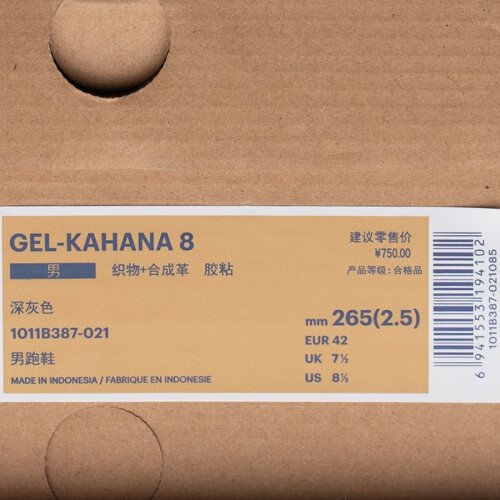 GEL-KAHANA 8
男 织物+合成革 胶粘
深灰色
1011B387-021
男跑鞋
MADE IN INDONESIA / FABRIQUE EN INDONESIE
建议零售价
¥750.00
产品等级:合格品
mm 265(2.5)
EUR 42
UK 7½
US 8½
6 941553 194102
1011B387-021085